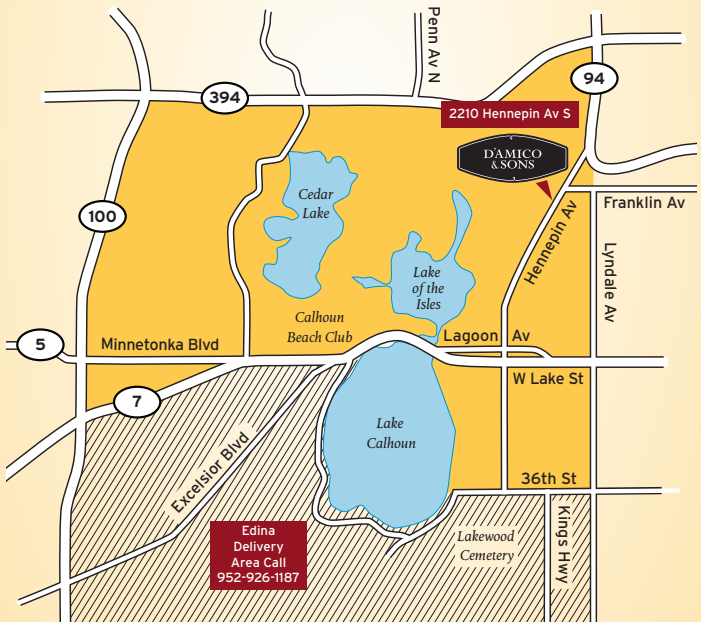 Penn Av N
94
394
2210 Hennepin Av S
D'AMICO
& SONS
Cedar
Lake
Franklin Av
100
Hennepin Av
Lyndale Av
Lake
of the
Isles
Calhoun
Beach Club
5
Minnetonka Blvd
Lagoon Av
W Lake St
7
Lake
Calhoun
Excelsior Blvd
36th St
Edina
Delivery
Area Call
952-926-1187
Lakewood
Cemetery
Kings Hwy